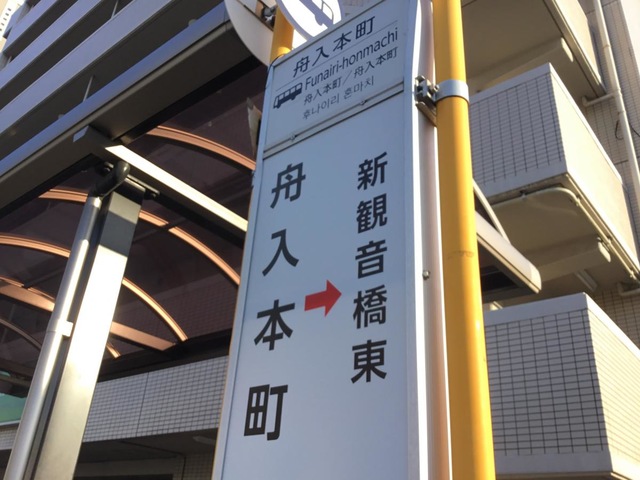 舟入本町
Funairi-honmachi
舟入本町/舟入本町
후나이리 혼마치
舟入本町
→
新観音橋東